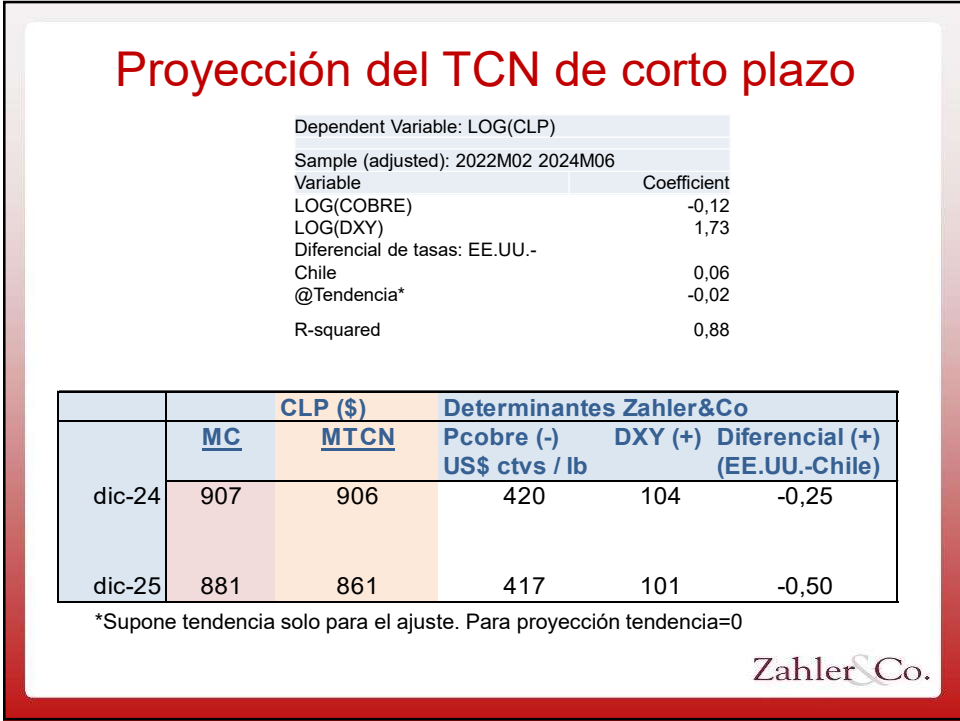 Proyección del TCN de corto plazo
Dependent Variable: LOG(CLP)
Sample (adjusted): 2022M02 2024M06
Variable Coefficient
LOG(COBRE) -0,12
LOG(DXY) 1,73
Diferencial de tasas: EE.UU.-
Chile 0,06
@Tendencia* -0,02
R-squared 0,88
CLP ($) Determinantes Zahler&Co
MC MTCN Pcobre (-) DXY (+) Diferencial (+)
US$ ctvs / lb (EE.UU.-Chile)
dic-24 907 906 420 104 -0,25
dic-25 881 861 417 101 -0,50
*Supone tendencia solo para el ajuste. Para proyección tendencia=0
Zahler&Co.